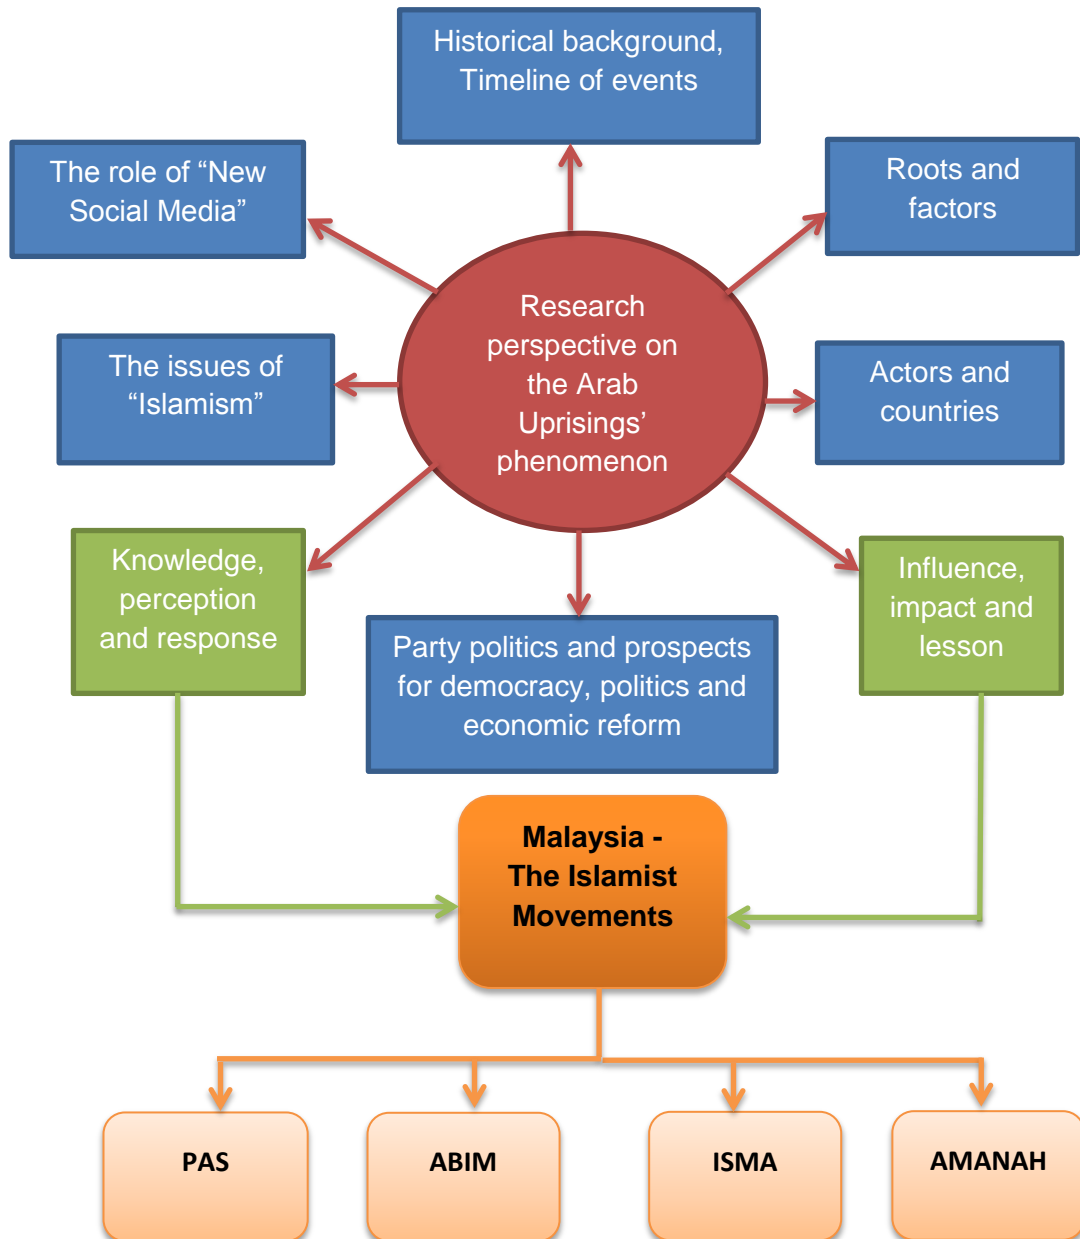 Historical background,
Timeline of events
The role of “New
Social Media”
Roots and
factors
Research
perspective on
the Arab
Uprisings’
phenomenon
The issues of
“Islamism”
Actors and
countries
Knowledge,
perception
and response
Influence,
impact and
lesson
Party politics and prospects
for democracy, politics and
economic reform
Malaysia -
The Islamist
Movements
PAS
ABIM
ISMA
AMANAH